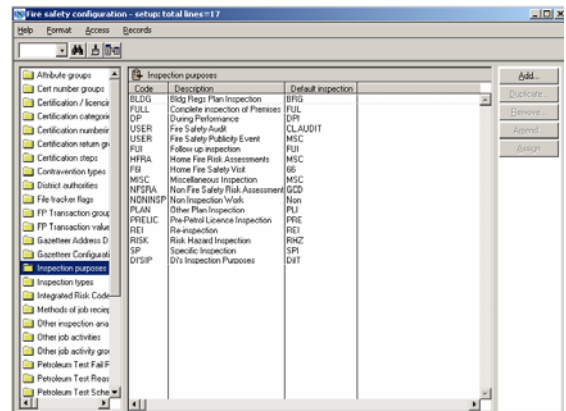 Fire safety configuration - setup: total lines=17
Help Format Access Records
Attribute groups
Cert number groups
Certification / licencin
Certification categorie
Certification numberin
Certification return gr
Certification steps
Contravention types
District authorities
File tracker flags
FP Transaction group
FP Transaction value
Gazetteer Address D
Gazetteer Configurati
Inspection purposes
Inspection types
Integrated Risk Code
Methods of job reciep
Other inspection ana
Other job activities
Other job activity grou
Petroleum Test Fail F
Petroleum Test Reas
Petroleum Test Sche
Inspection purposes
Code Description Default inspection
BLDG Bldg Regs Plan Inspection BRG
FULL Complete inspection of Premises FUL
DP During Performance DPI
USER Fire Safety Audit CLAUDIT
USER Fire Safety Publicity Event MSC
FUI Follow up inspection FUI
HFRA Home Fire Risk Assessments MSC
Home Fire Safety Visit 66
MISC Miscellaneous Inspection MSC
NFSRA Non Fire Safety Risk Assessment GCD
NONINSP Non Inspection Work Non
PLAN Other Plan Inspection PLI
PRELIC Pre-Petrol Licence Inspection PRE
REI Re-inspection REI
RISK Risk Hazard Inspection RHZ
SP Specific Inspection SPI
DI'SIP Di's Inspection Purposes DIIT
Add...
Duplicate...
Remove...
Amend...
Assign